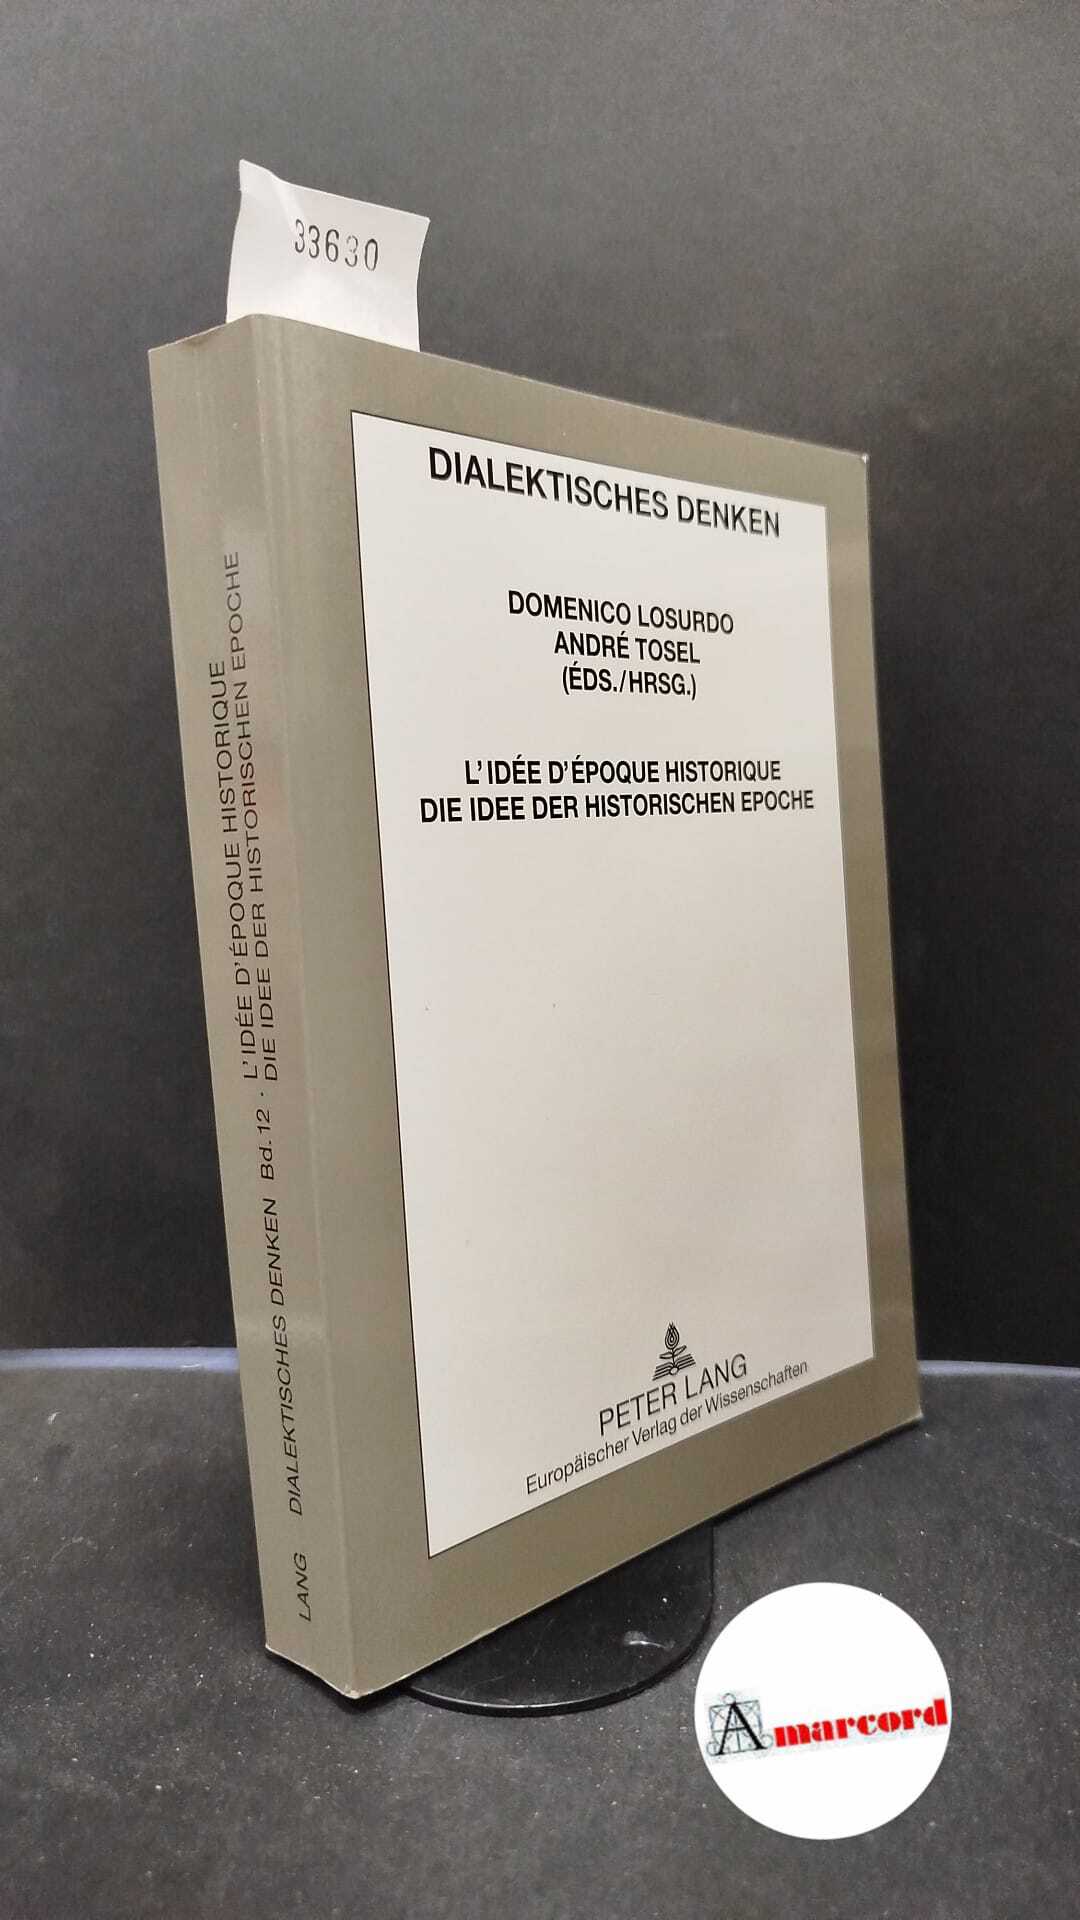 33630
DIALEKTISCHES DENKEN
DOMENICO LOSURDO
ANDRÉ TOSEL
(ÉDS./HRSG.)
L'IDÉE D'ÉPOQUE HISTORIQUE
DIE IDEE DER HISTORISCHEN EPOCHE
PETER LANG
Europäischer Verlag der Wissenschaften
LANG DIALEKTISCHES DENKEN Bd. 12 · L'IDÉE D'ÉPOQUE HISTORIQUE
DIE IDEE DER HISTORISCHEN EPOCHE
Amarcord